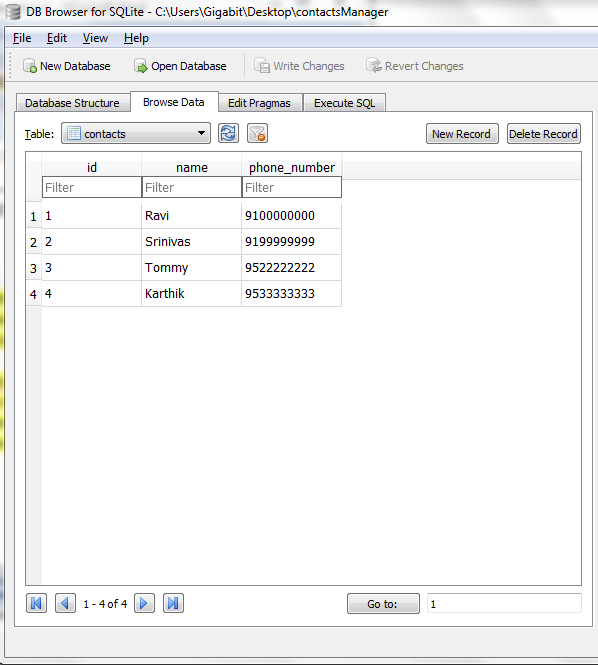 DB Browser for SQLite - C:\Users\Gigabit\Desktop\contactsManager
File Edit View Help
New Database Open Database Write Changes Revert Changes
Database Structure Browse Data Edit Pragmas Execute SQL
Table: contacts New Record Delete Record
id name phone_number
Filter Filter Filter
1 1 Ravi 9100000000
2 2 Srinivas 9199999999
3 3 Tommy 9522222222
4 4 Karthik 9533333333
1 - 4 of 4 Go to: 1